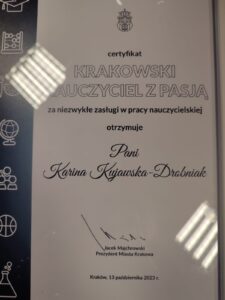 certyfikat
KRAKOWSKI
NAUCZYCIEL Z PASJĄ
za niezwykłe zasługi w pracy nauczycielskiej
otrzymuje
Pani
Karina Kujawska-Drobniak
Jacek Majchrowski
Prezydent Miasta Krakowa
Kraków, 13 października 2023 r.